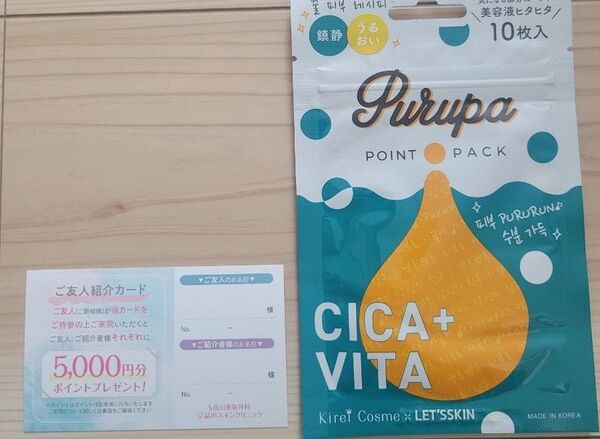 ご友人紹介カード
ご友人(ご新規様)が当カードを
ご持参の上ご来院いただくと
ご友人、ご紹介者様それぞれに
5,000円分
ポイントプレゼント!
▼ご友人のお名前▼
様
No. –
▼ご紹介者様のお名前▼
様
No. –
品川美容外科
品川スキンクリニック
꿀 피부 레시피
鎮静
うる
おい
美容液ヒタヒタ
10枚入
Purupa
POINT PACK
피부 PURURUN♪
수분 가득
CICA+
VITA
Kirei Cosme × LET'SSKIN
MADE IN KOREA